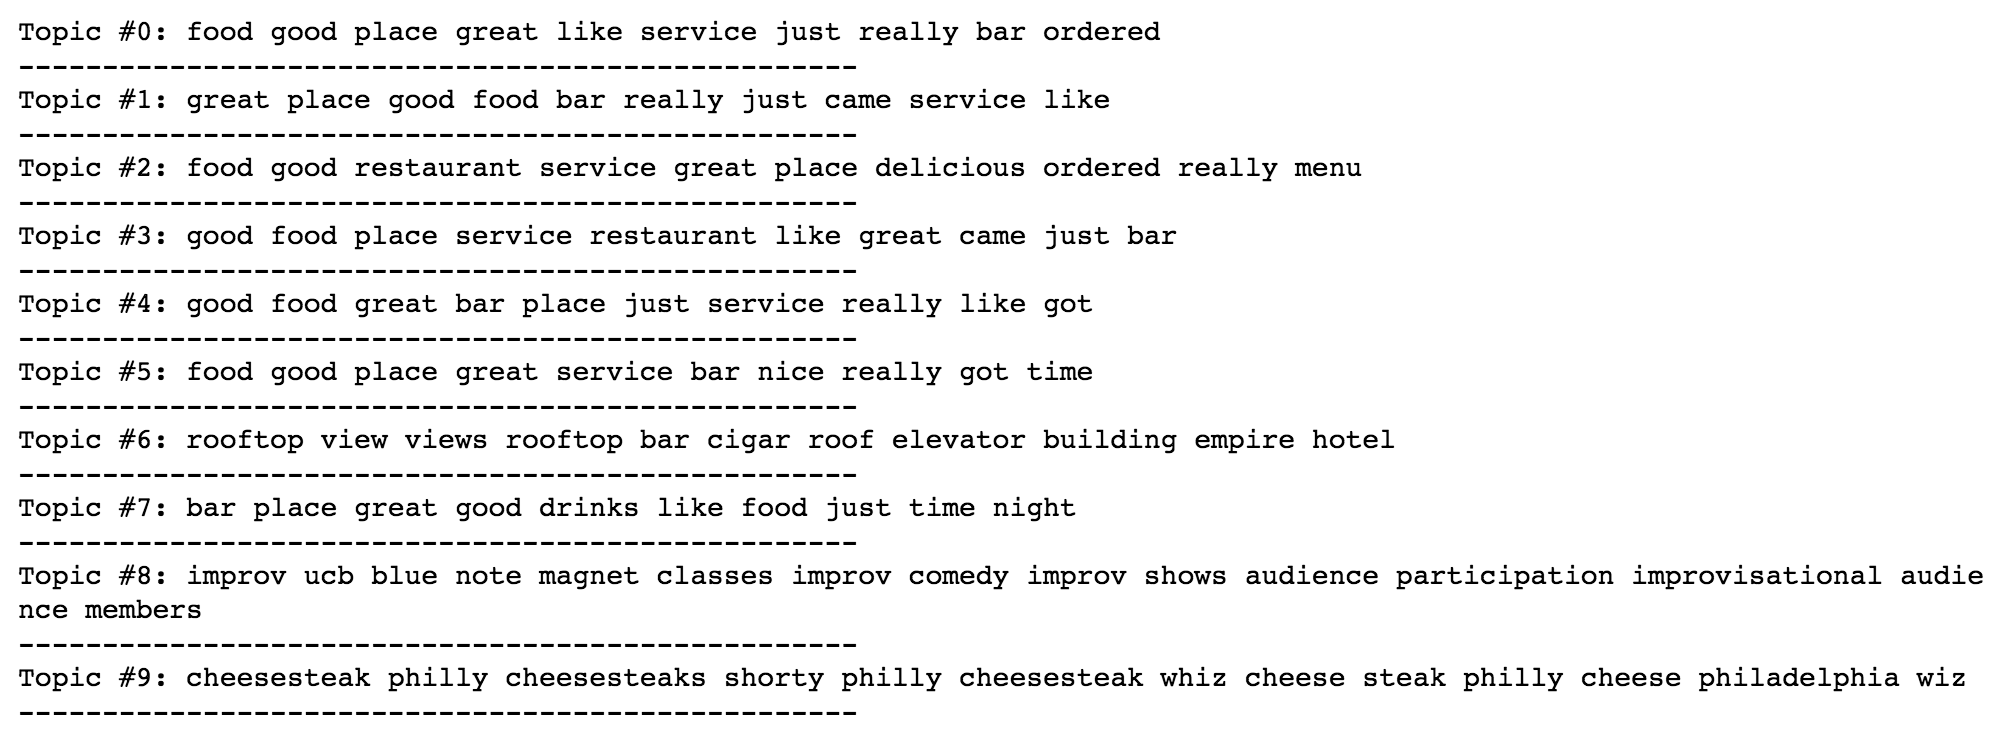 Topic #0: food good place great like service just really bar ordered
--------------------------------------------------
Topic #1: great place good food bar really just came service like
--------------------------------------------------
Topic #2: food good restaurant service great place delicious ordered really menu
--------------------------------------------------
Topic #3: good food place service restaurant like great came just bar
--------------------------------------------------
Topic #4: good food great bar place just service really like got
--------------------------------------------------
Topic #5: food good place great service bar nice really got time
--------------------------------------------------
Topic #6: rooftop view views rooftop bar cigar roof elevator building empire hotel
--------------------------------------------------
Topic #7: bar place great good drinks like food just time night
--------------------------------------------------
Topic #8: improv ucb blue note magnet classes improv comedy improv shows audience participation improvisational audie
nce members
--------------------------------------------------
Topic #9: cheesesteak philly cheesesteaks shorty philly cheesesteak whiz cheese steak philly cheese philadelphia wiz
--------------------------------------------------